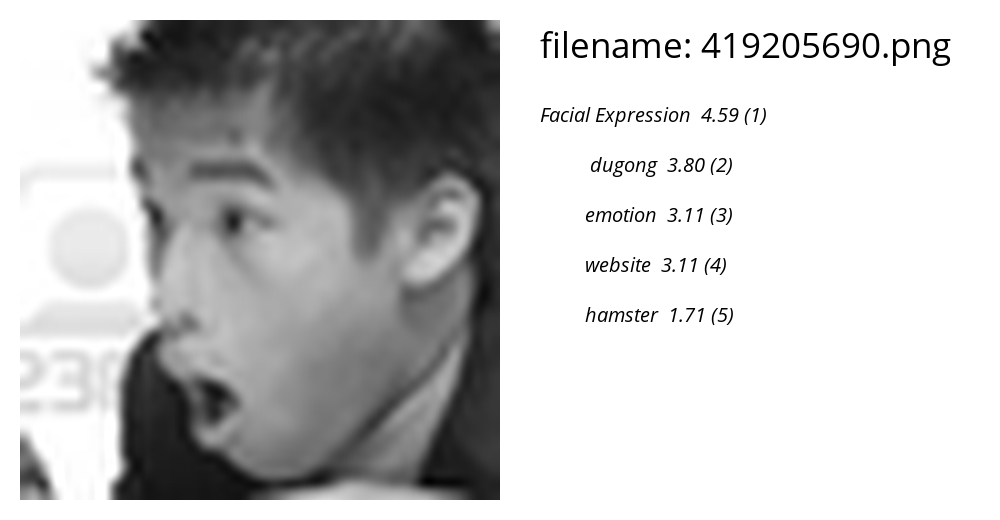 filename: 419205690.png
Facial Expression 4.59 (1)
dugong 3.80 (2)
emotion 3.11 (3)
website 3.11 (4)
hamster 1.71 (5)